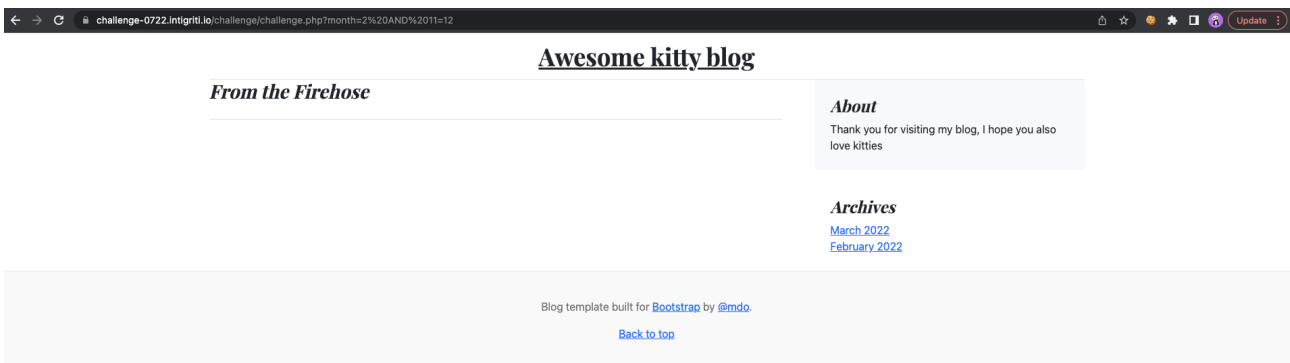 challenge-0722.intigriti.io/challenge/challenge.php?month=2%20AND%2011=12
Update
Awesome kitty blog
From the Firehose
About
Thank you for visiting my blog, I hope you also
love kitties
Archives
March 2022
February 2022
Blog template built for Bootstrap by @mdo.
Back to top